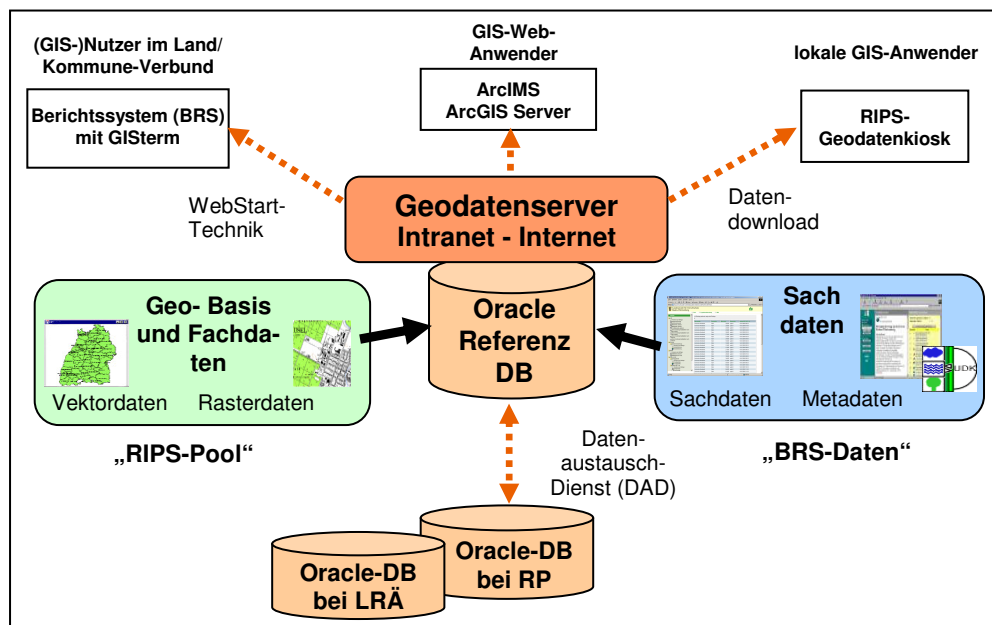 (GIS-)Nutzer im Land/
Kommune-Verbund
Berichtssystem (BRS)
mit GISterm
GIS-Web-
Anwender
ArcIMS
ArcGIS Server
lokale GIS-Anwender
RIPS-
Geodatenkiosk
WebStart-
Technik
Geodatenserver
Intranet - Internet
Daten-
download
Geo- Basis
und Fachda-
ten
Vektordaten Rasterdaten
„RIPS-Pool“
Oracle
Referenz
DB
Sach
daten
Sachdaten Metadaten
UDK
„BRS-Daten“
Daten-
austausch-
Dienst (DAD)
Oracle-DB
bei RP
Oracle-DB
bei LRÄ